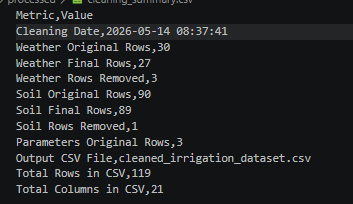 processed > cleaning_summary.csv
Metric,Value
Cleaning Date,2026-05-14 08:37:41
Weather Original Rows,30
Weather Final Rows,27
Weather Rows Removed,3
Soil Original Rows,90
Soil Final Rows,89
Soil Rows Removed,1
Parameters Original Rows,3
Output CSV File,cleaned_irrigation_dataset.csv
Total Rows in CSV,119
Total Columns in CSV,21